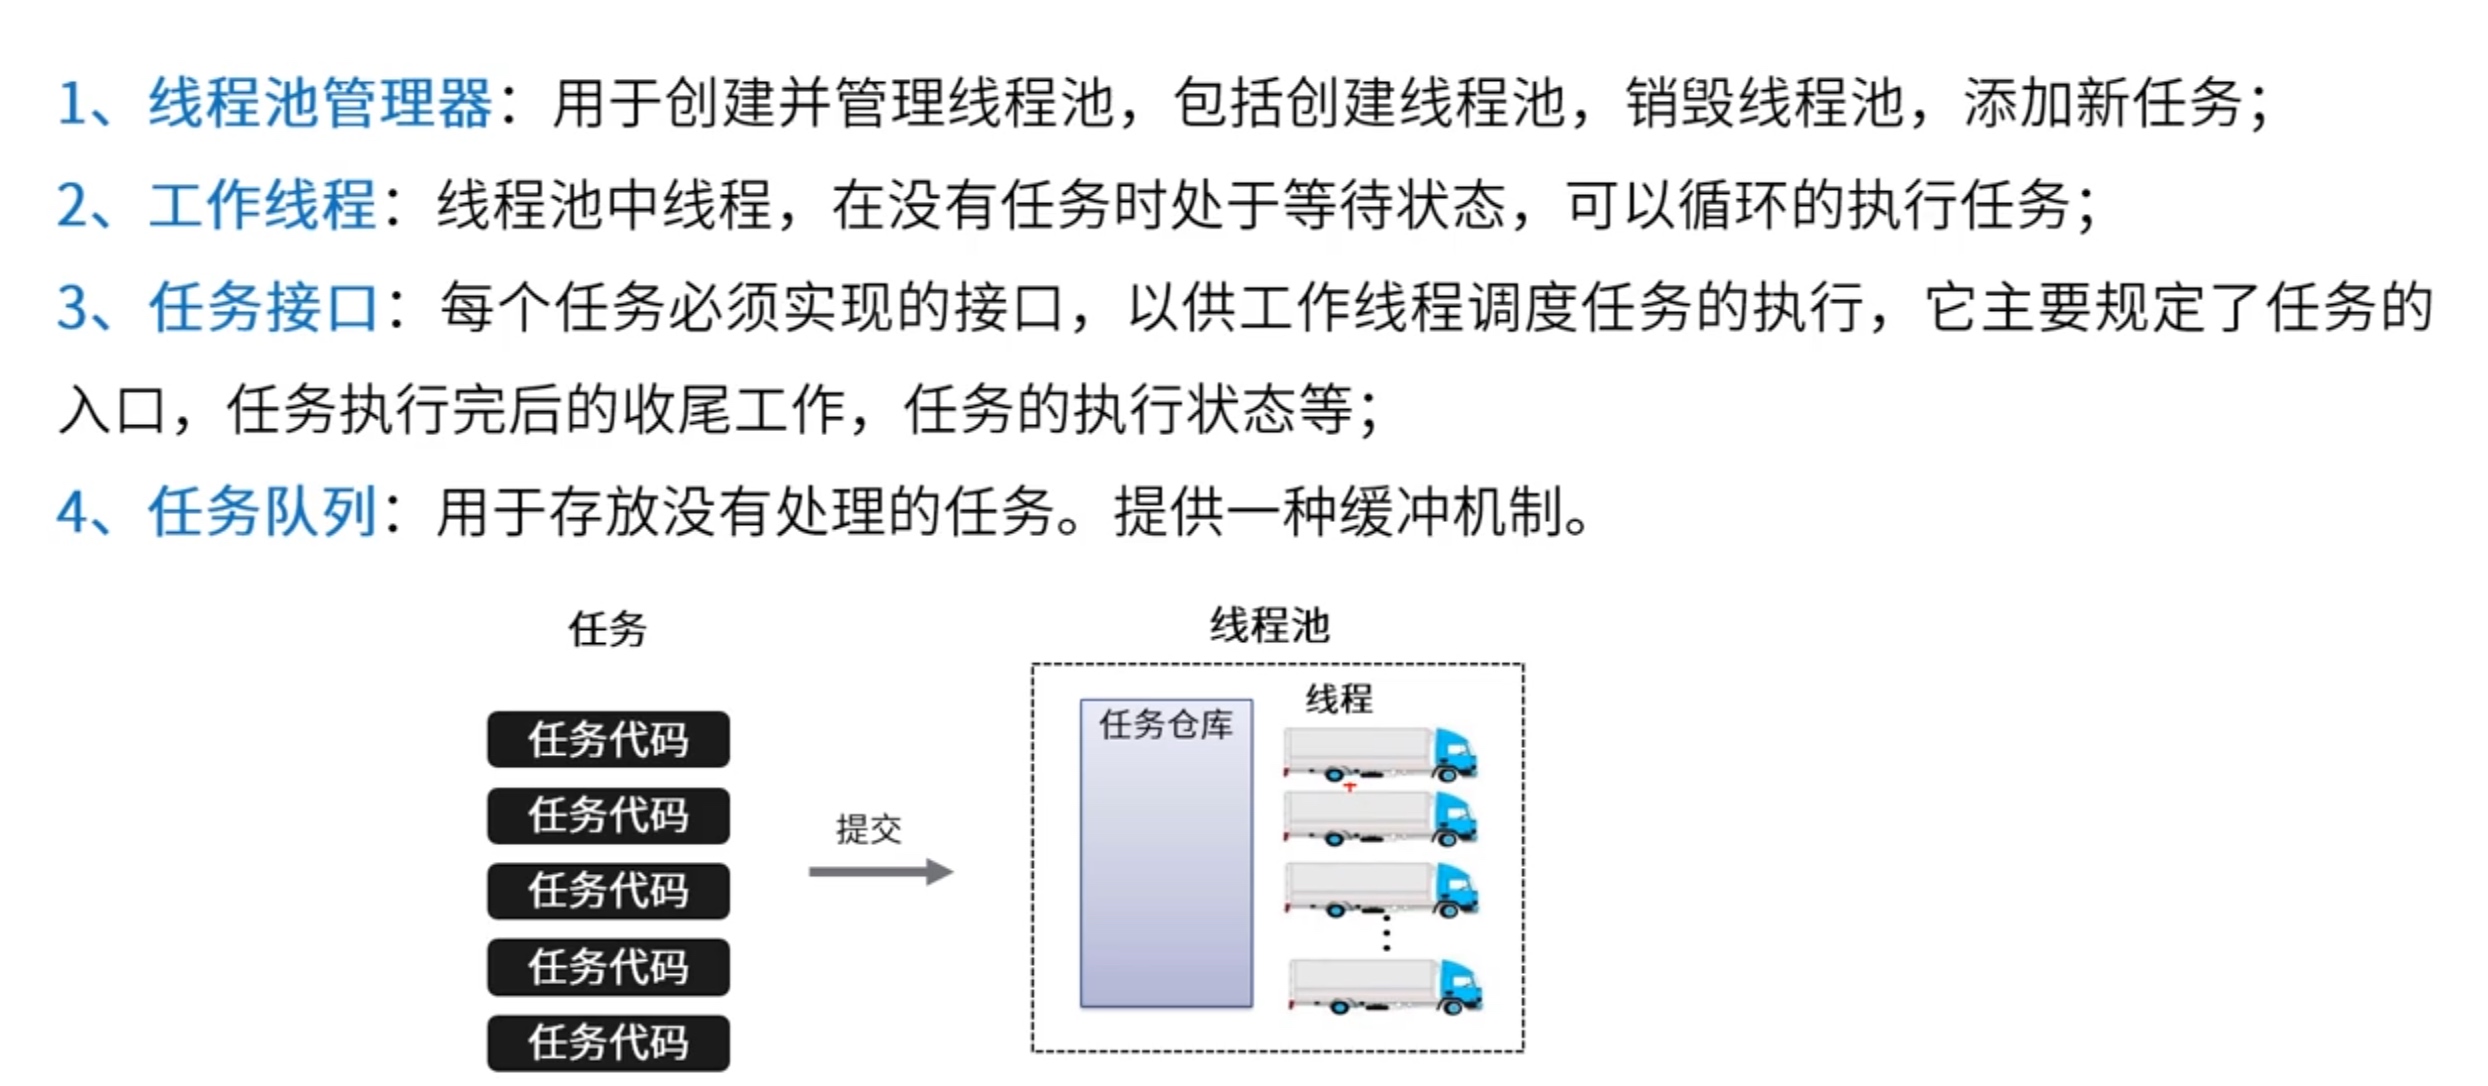 1、线程池管理器：用于创建并管理线程池，包括创建线程池，销毁线程池，添加新任务；
2、工作线程：线程池中线程，在没有任务时处于等待状态，可以循环的执行任务；
3、任务接口：每个任务必须实现的接口，以供工作线程调度任务的执行，它主要规定了任务的
入口，任务执行完后的收尾工作，任务的执行状态等；
4、任务队列：用于存放没有处理的任务。提供一种缓冲机制。
任务
线程池
线程
任务仓库
任务代码
任务代码
提交
任务代码
任务代码
任务代码